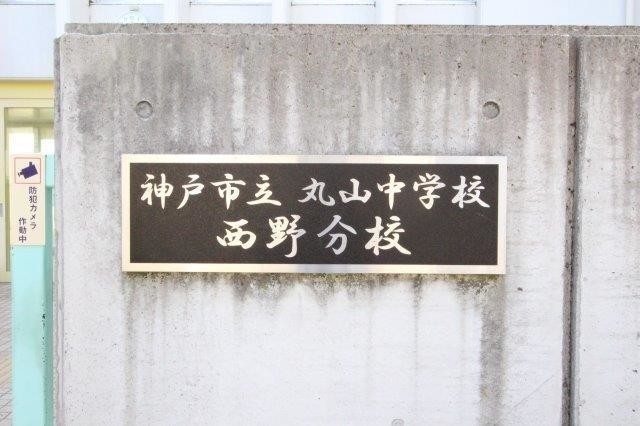 神戸市立 丸山中学校
西野分校
防犯カメラ
作動中